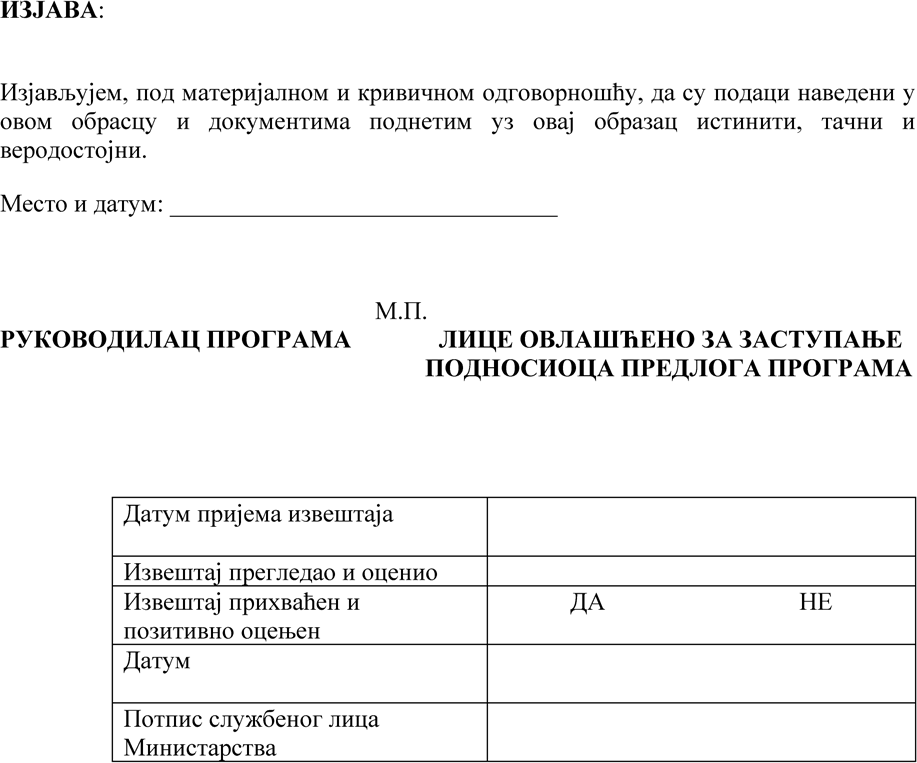 ИЗЈАВА:
Изјављујем, под материјалном и кривичном одговорношћу, да су подаци наведени у
овом обрасцу и документима поднетим уз овај образац истинити, тачни и
веродостојни.
Место и датум: _______________________________
М.П.
РУКОВОДИЛАЦ ПРОГРАМА ЛИЦЕ ОВЛАШЋЕНО ЗА ЗАСТУПАЊЕ
ПОДНОСИОЦА ПРЕДЛОГА ПРОГРАМА
Датум пријема извештаја
Извештај прегледао и оценио
Извештај прихваћен и ДА НЕ
позитивно оцењен
Датум
Потпис службеног лица
Министарства